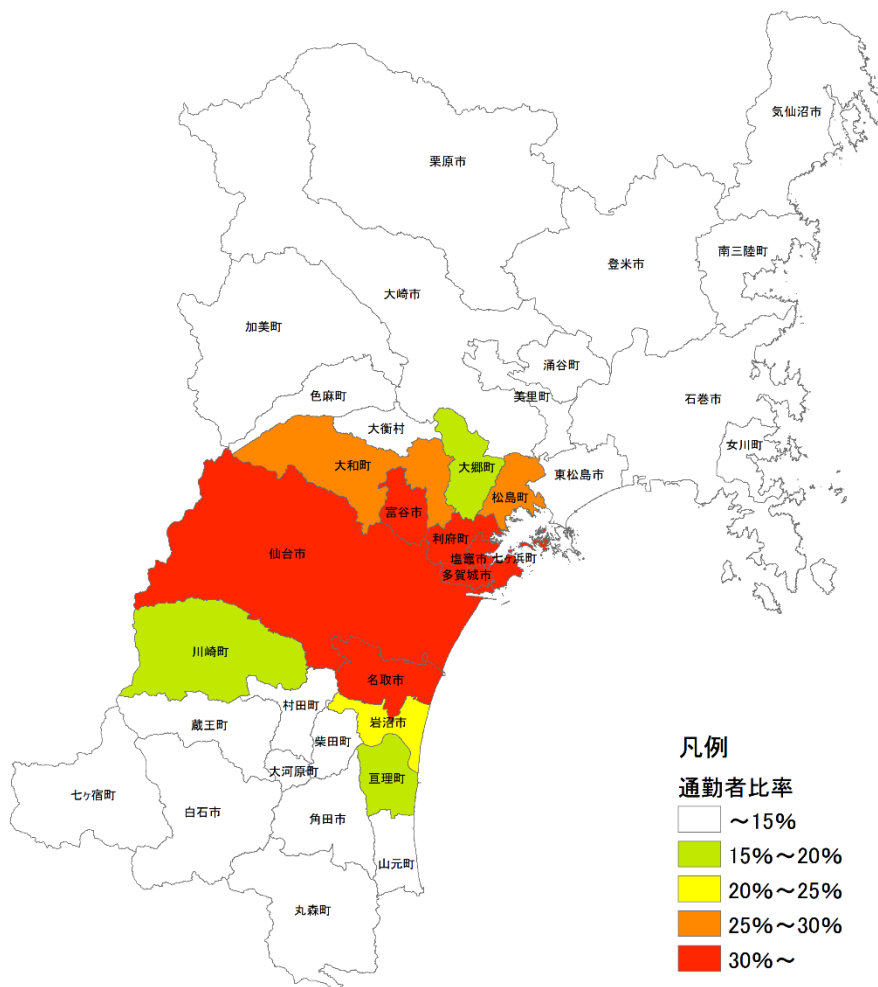 気仙沼市
栗原市
南三陸町
登米市
大崎市
加美町
涌谷町
色麻町
美里町
石巻市
大衡村
女川町
大和町
大郷町
東松島市
松島町
富谷市
利府町
仙台市
塩竈市
七ヶ浜町
多賀城市
川崎町
名取市
村田町
岩沼市
蔵王町
柴田町
大河原町
亘理町
七ヶ宿町
白石市
角田市
山元町
丸森町
凡例
通勤者比率
～15%
15%～20%
20%～25%
25%～30%
30%～